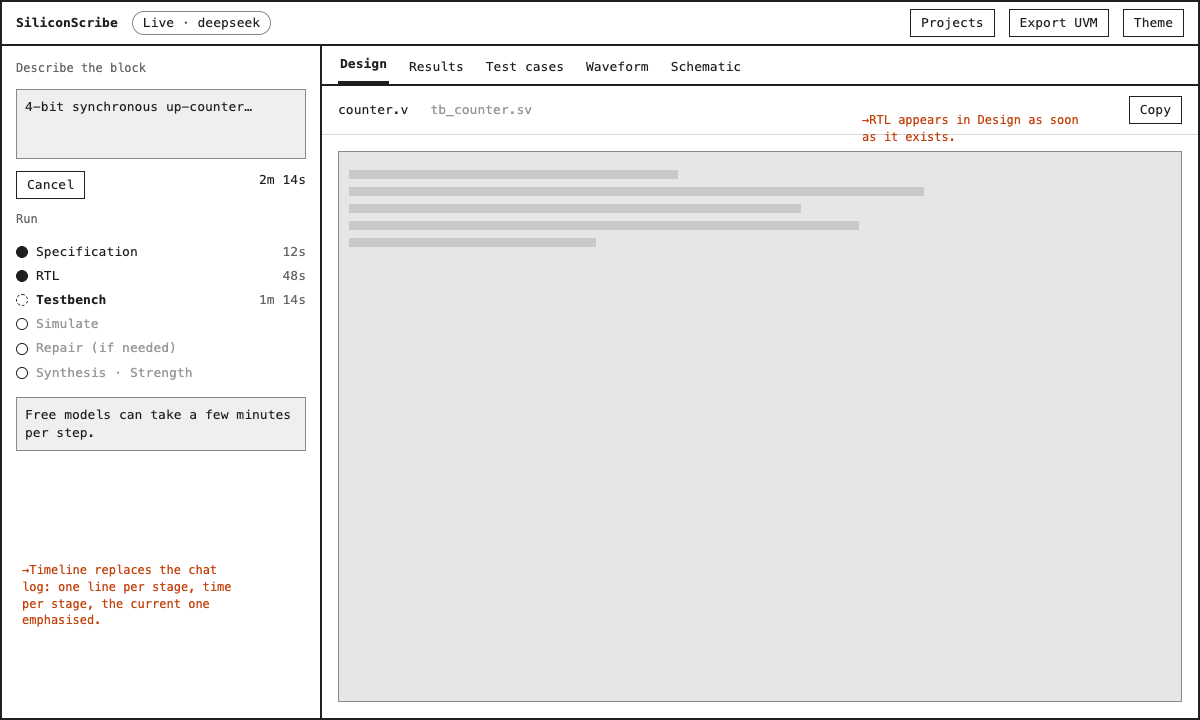 SiliconScribe
Live · deepseek
Projects
Export UVM
Theme
Describe the block
4–bit synchronous up–counter…
Cancel
2m 14s
Run
Specification 12s
RTL 48s
Testbench 1m 14s
Simulate
Repair (if needed)
Synthesis · Strength
Free models can take a few minutes
per step.
→Timeline replaces the chat
log: one line per stage, time
per stage, the current one
emphasised.
Design Results Test cases Waveform Schematic
counter.v tb_counter.sv
→RTL appears in Design as soon
as it exists.
Copy